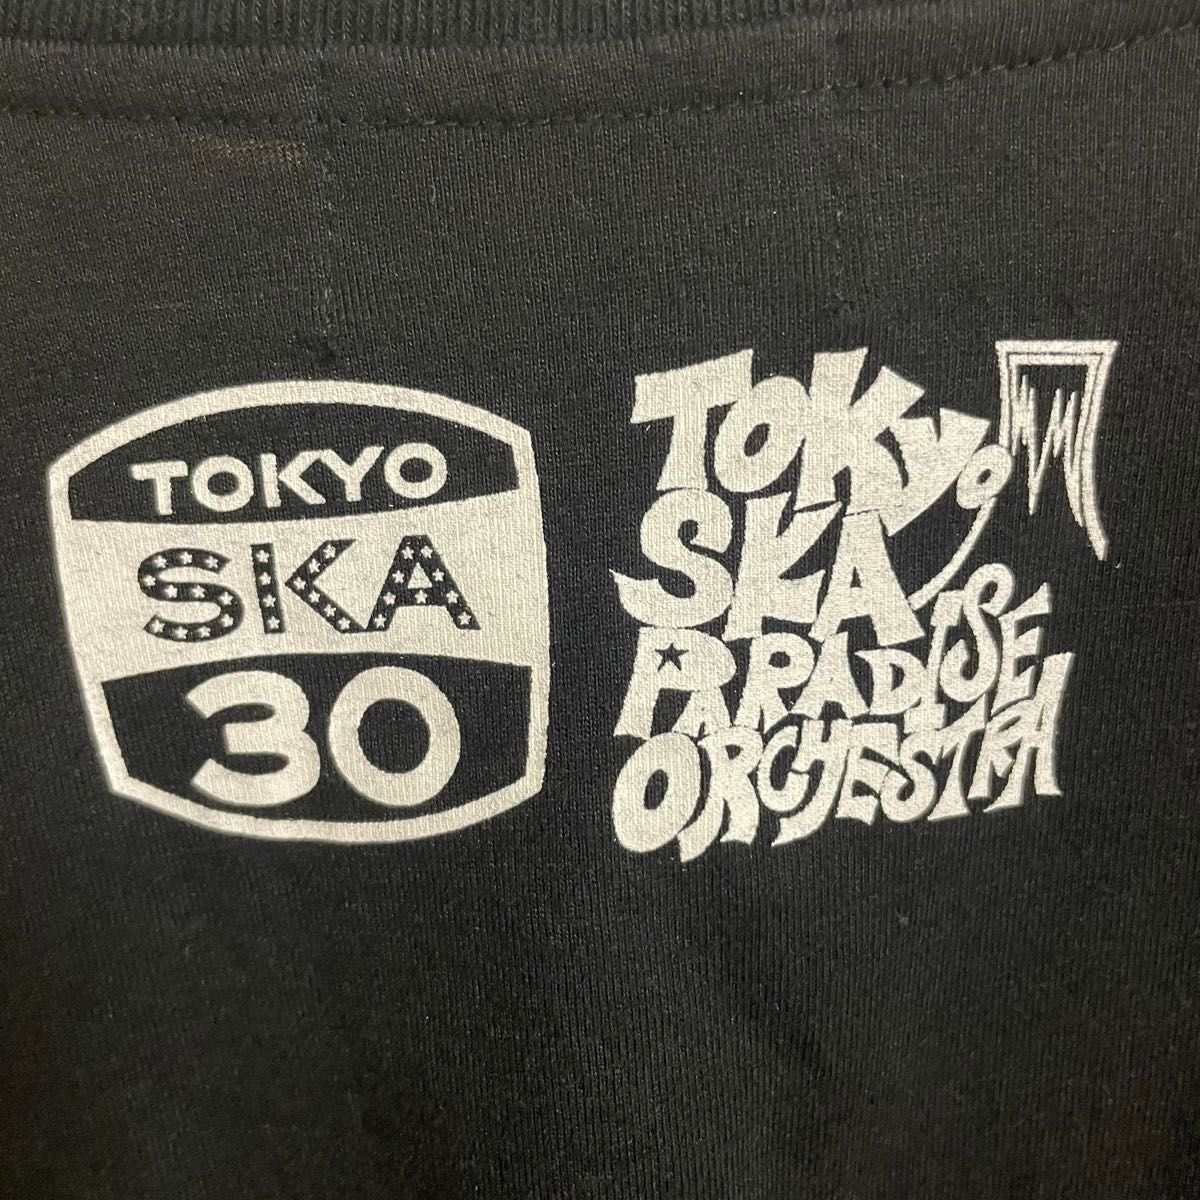 TOKYO
SKA
30
TOKYO
SKA
PARADISE
ORCHESTRA